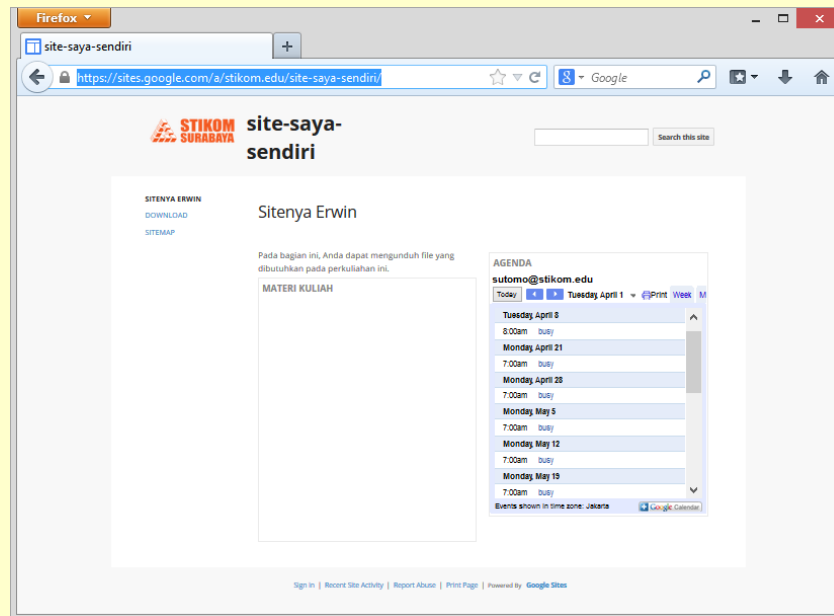 Firefox
site-saya-sendiri
https://sites.google.com/a/stikom.edu/site-saya-sendiri/
Google
STIKOM
SURABAYA
site-saya-
sendiri
Search this site
SITENYA ERWIN
DOWNLOAD
SITEMAP
Sitenya Erwin
Pada bagian ini, Anda dapat mengunduh file yang
dibutuhkan pada perkuliahan ini.
MATERI KULIAH
AGENDA
sutomo@stikom.edu
Today Tuesday, April 1 Print Week M
Tuesday, April 8
8:00am busy
Monday, April 21
7:00am busy
Monday, April 28
7:00am busy
Monday, May 5
7:00am busy
Monday, May 12
7:00am busy
Monday, May 19
7:00am busy
Events shown in time zone: Jakarta Google Calendar
Sign in | Recent Site Activity | Report Abuse | Print Page | Powered By Google Sites